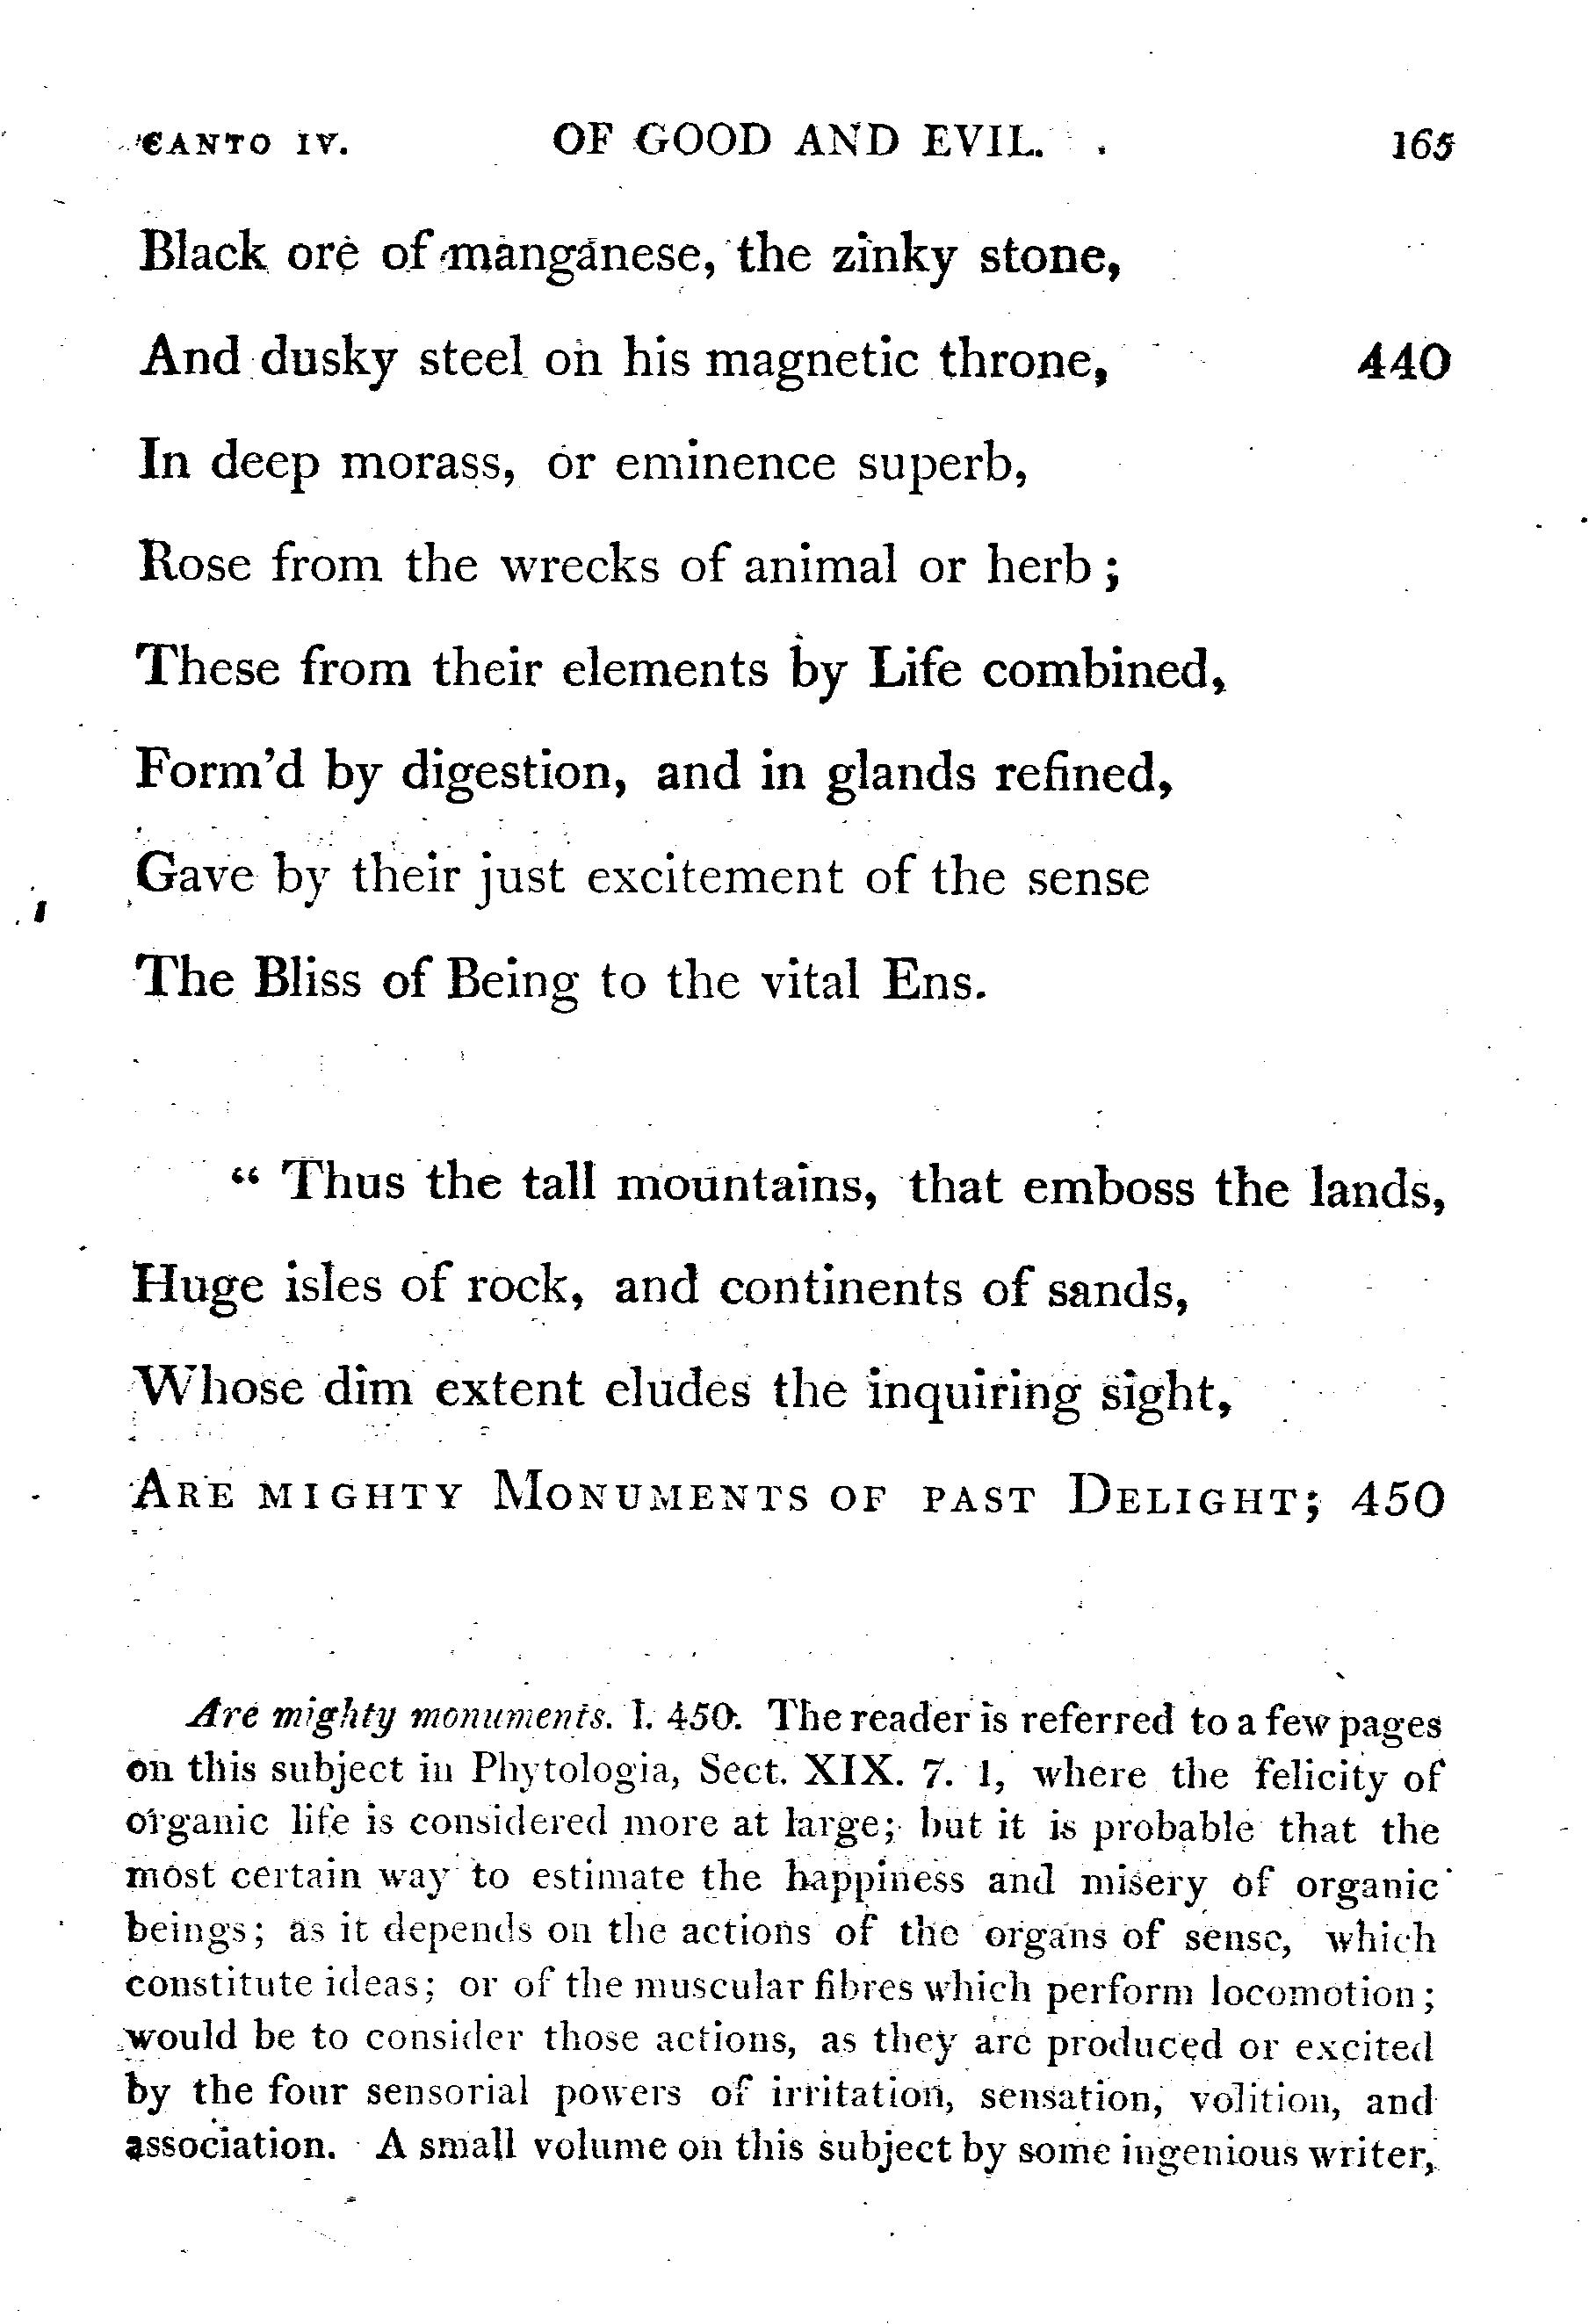 CANTO IV. OF GOOD AND EVIL. 165
Black ore of manganese, the zinky stone,
And dusky steel on his magnetic throne, 440
In deep morass, or eminence superb,
Rose from the wrecks of animal or herb;
These from their elements by Life combined,
Form'd by digestion, and in glands refined,
Gave by their just excitement of the sense
The Bliss of Being to the vital Ens.
“ Thus the tall mountains, that emboss the lands,
Huge isles of rock, and continents of sands,
Whose dim extent eludes the inquiring sight,
ARE MIGHTY MONUMENTS OF PAST DELIGHT; 450
Are mighty monuments. l. 450. The reader is referred to a few pages
on this subject in Phytologia, Sect. XIX. 7. 1, where the felicity of
organic life is considered more at large; but it is probable that the
most certain way to estimate the happiness and misery of organic
beings; as it depends on the actions of the organs of sense, which
constitute ideas; or of the muscular fibres which perform locomotion;
would be to consider those actions, as they are produced or excited
by the four sensorial powers of irritation, sensation, volition, and
association. A small volume on this subject by some ingenious writer,